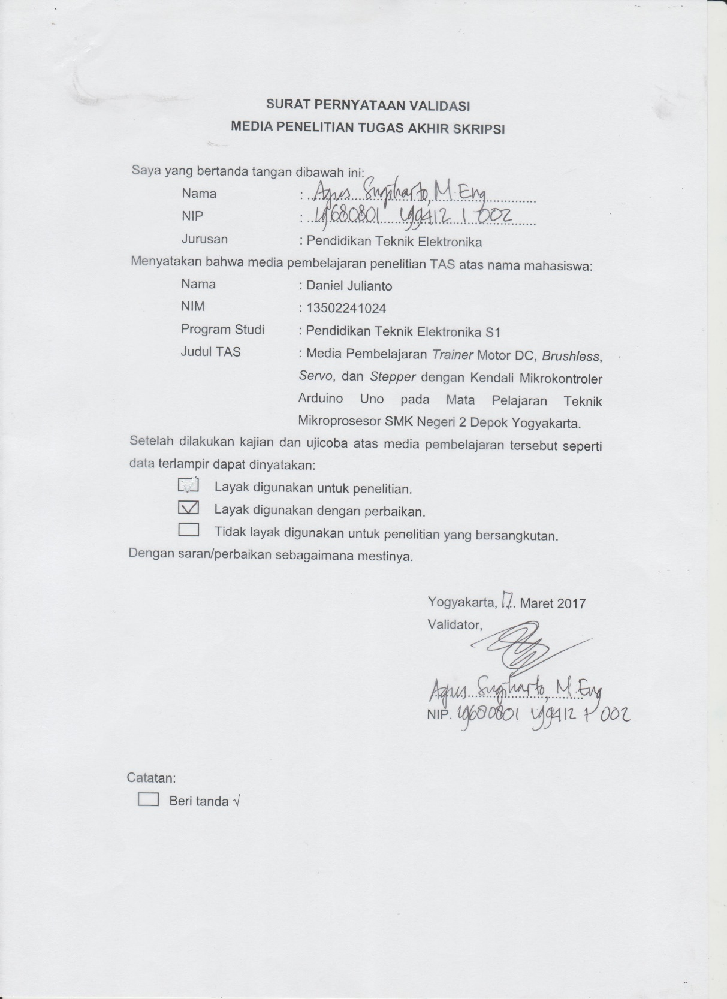 SURAT PERNYATAAN VALIDASI
MEDIA PENELITIAN TUGAS AKHIR SKRIPSI
Saya yang bertanda tangan dibawah ini:
Nama : Agus Sugiharto, M.Eng
NIP : 19680801 199412 1 002
Jurusan : Pendidikan Teknik Elektronika
Menyatakan bahwa media pembelajaran penelitian TAS atas nama mahasiswa:
Nama : Daniel Julianto
NIM : 13502241024
Program Studi : Pendidikan Teknik Elektronika S1
Judul TAS : Media Pembelajaran Trainer Motor DC, Brushless,
Servo, dan Stepper dengan Kendali Mikrokontroler
Arduino Uno pada Mata Pelajaran Teknik
Mikroprosesor SMK Negeri 2 Depok Yogyakarta.
Setelah dilakukan kajian dan ujicoba atas media pembelajaran tersebut seperti
data terlampir dapat dinyatakan:
Layak digunakan untuk penelitian.
Layak digunakan dengan perbaikan.
Tidak layak digunakan untuk penelitian yang bersangkutan.
Dengan saran/perbaikan sebagaimana mestinya.
Yogyakarta, 17. Maret 2017
Validator,
Agus Sugiharto, M.Eng
NIP. 19680801 199412 1 002
Catatan:
Beri tanda √